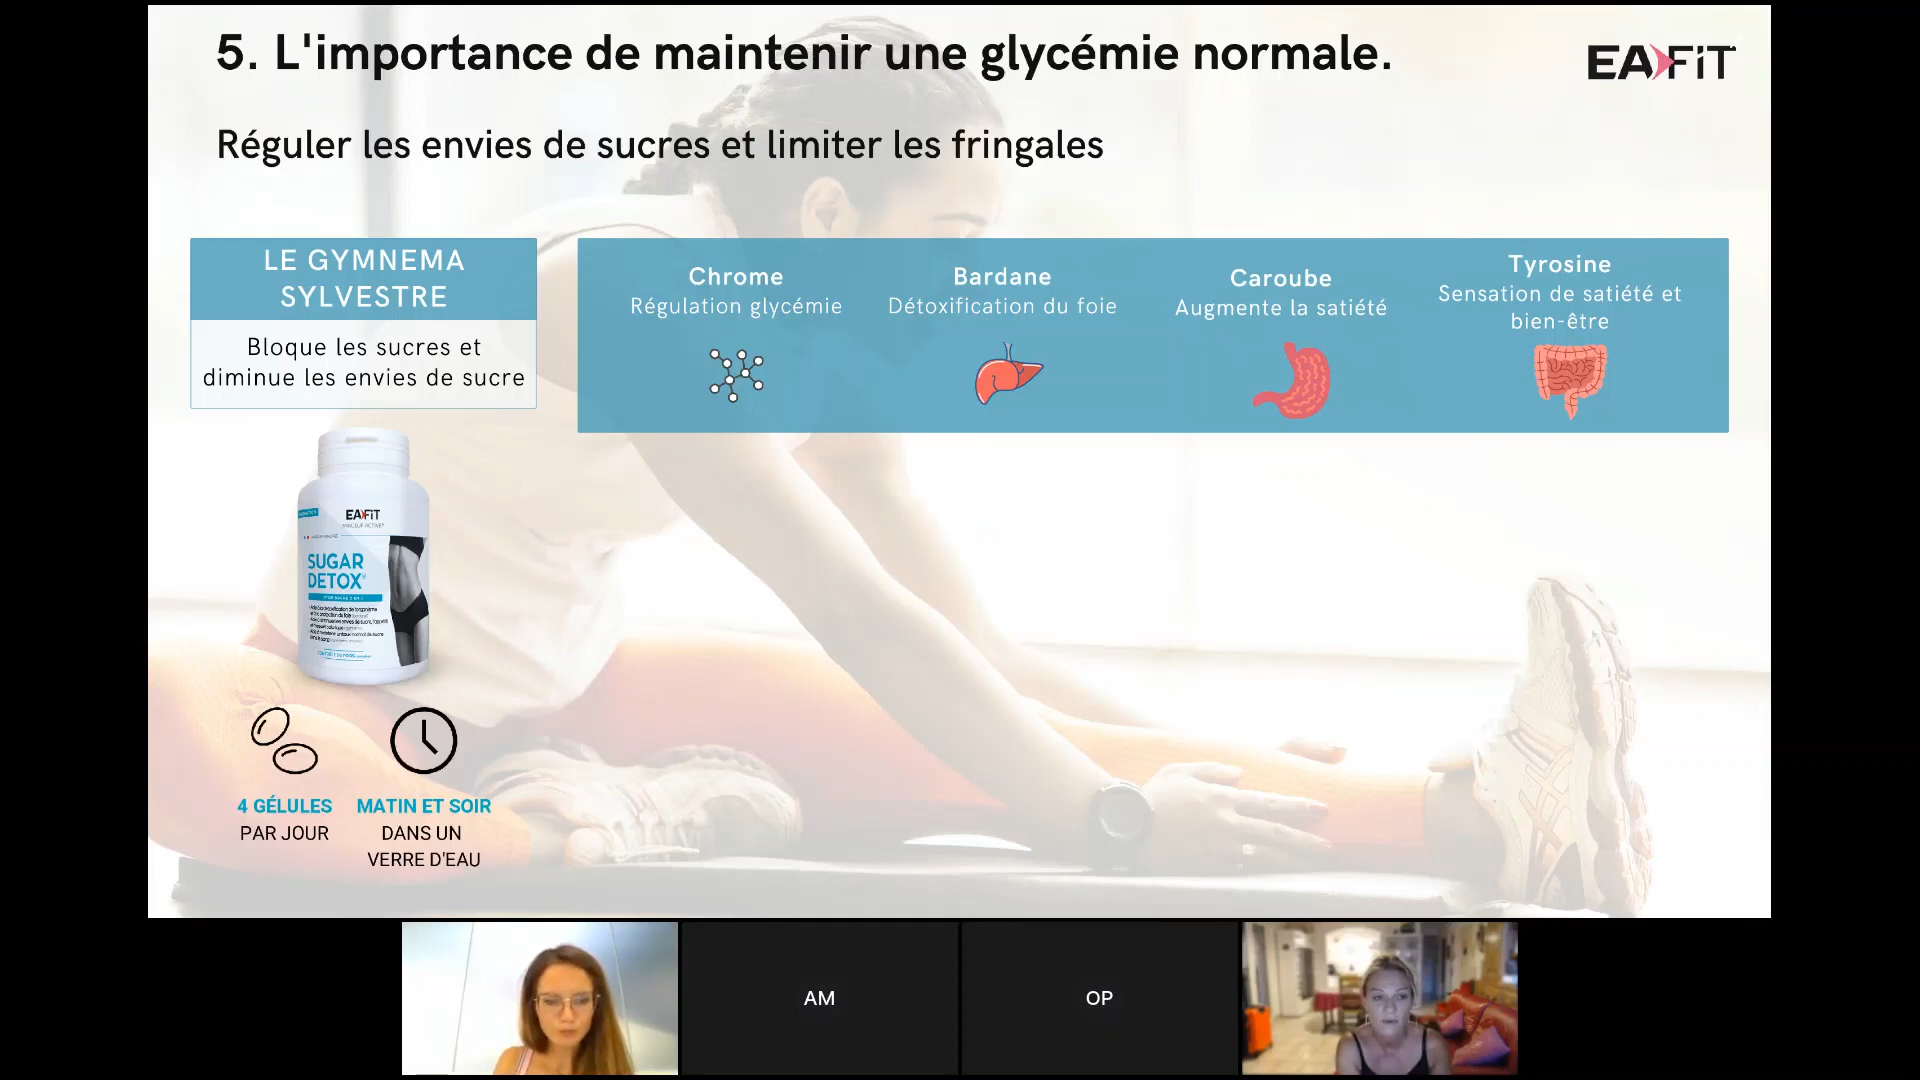 5. L'importance de maintenir une glycémie normale.
EAFiT
Réguler les envies de sucres et limiter les fringales
LE GYMNEMA
SYLVESTRE
Bloque les sucres et
diminue les envies de sucre
Chrome
Régulation glycémie
Bardane
Détoxification du foie
Caroube
Augmente la satiété
Tyrosine
Sensation de satiété et
bien-être
EAFiT
MINCEUR ACTIVE
SUGAR
DETOX
4 GÉLULES
PAR JOUR
MATIN ET SOIR
DANS UN
VERRE D'EAU
AM
OP